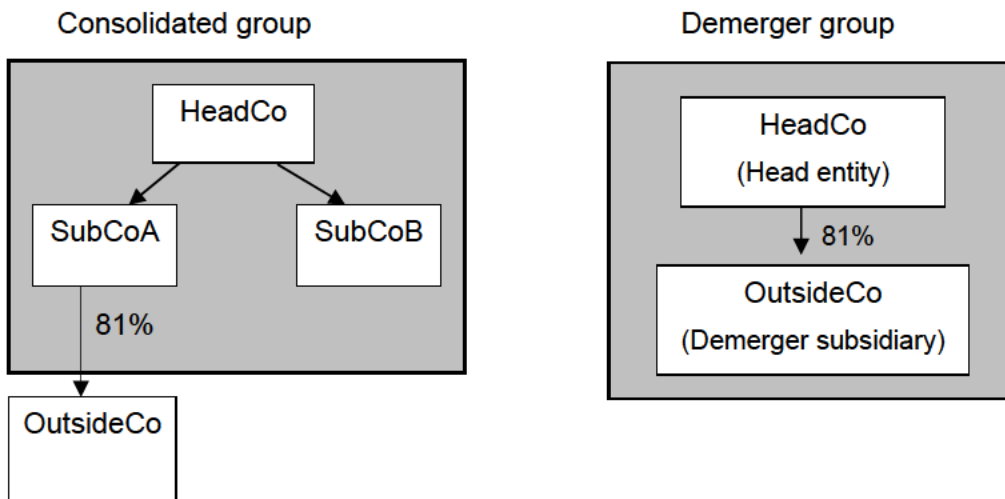 Consolidated group
HeadCo
SubCoA
SubCoB
81%
OutsideCo
Demerger group
HeadCo
(Head entity)
81%
OutsideCo
(Demerger subsidiary)